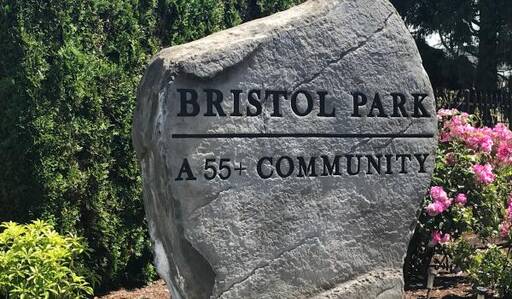 BRISTOL PARK
A 55+ COMMUNITY